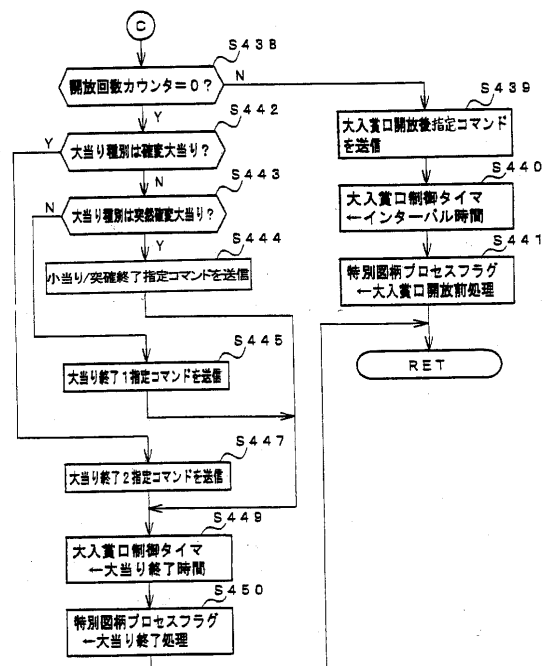 C
S438
開放回数カウンタ=0?
N
Y
S439
大入賞口開放後指定コマンド
を送信
S442
Y
大当り種別は確変大当り?
N
S440
大入賞口制御タイマ
←インターバル時間
S443
N
大当り種別は突然確変大当り?
Y
S441
特別図柄プロセスフラグ
←大入賞口開放前処理
S444
小当り/突確終了指定コマンドを送信
RET
S445
大当り終了1指定コマンドを送信
S447
大当り終了2指定コマンドを送信
S449
大入賞口制御タイマ
←大当り終了時間
S450
特別図柄プロセスフラグ
←大当り終了処理